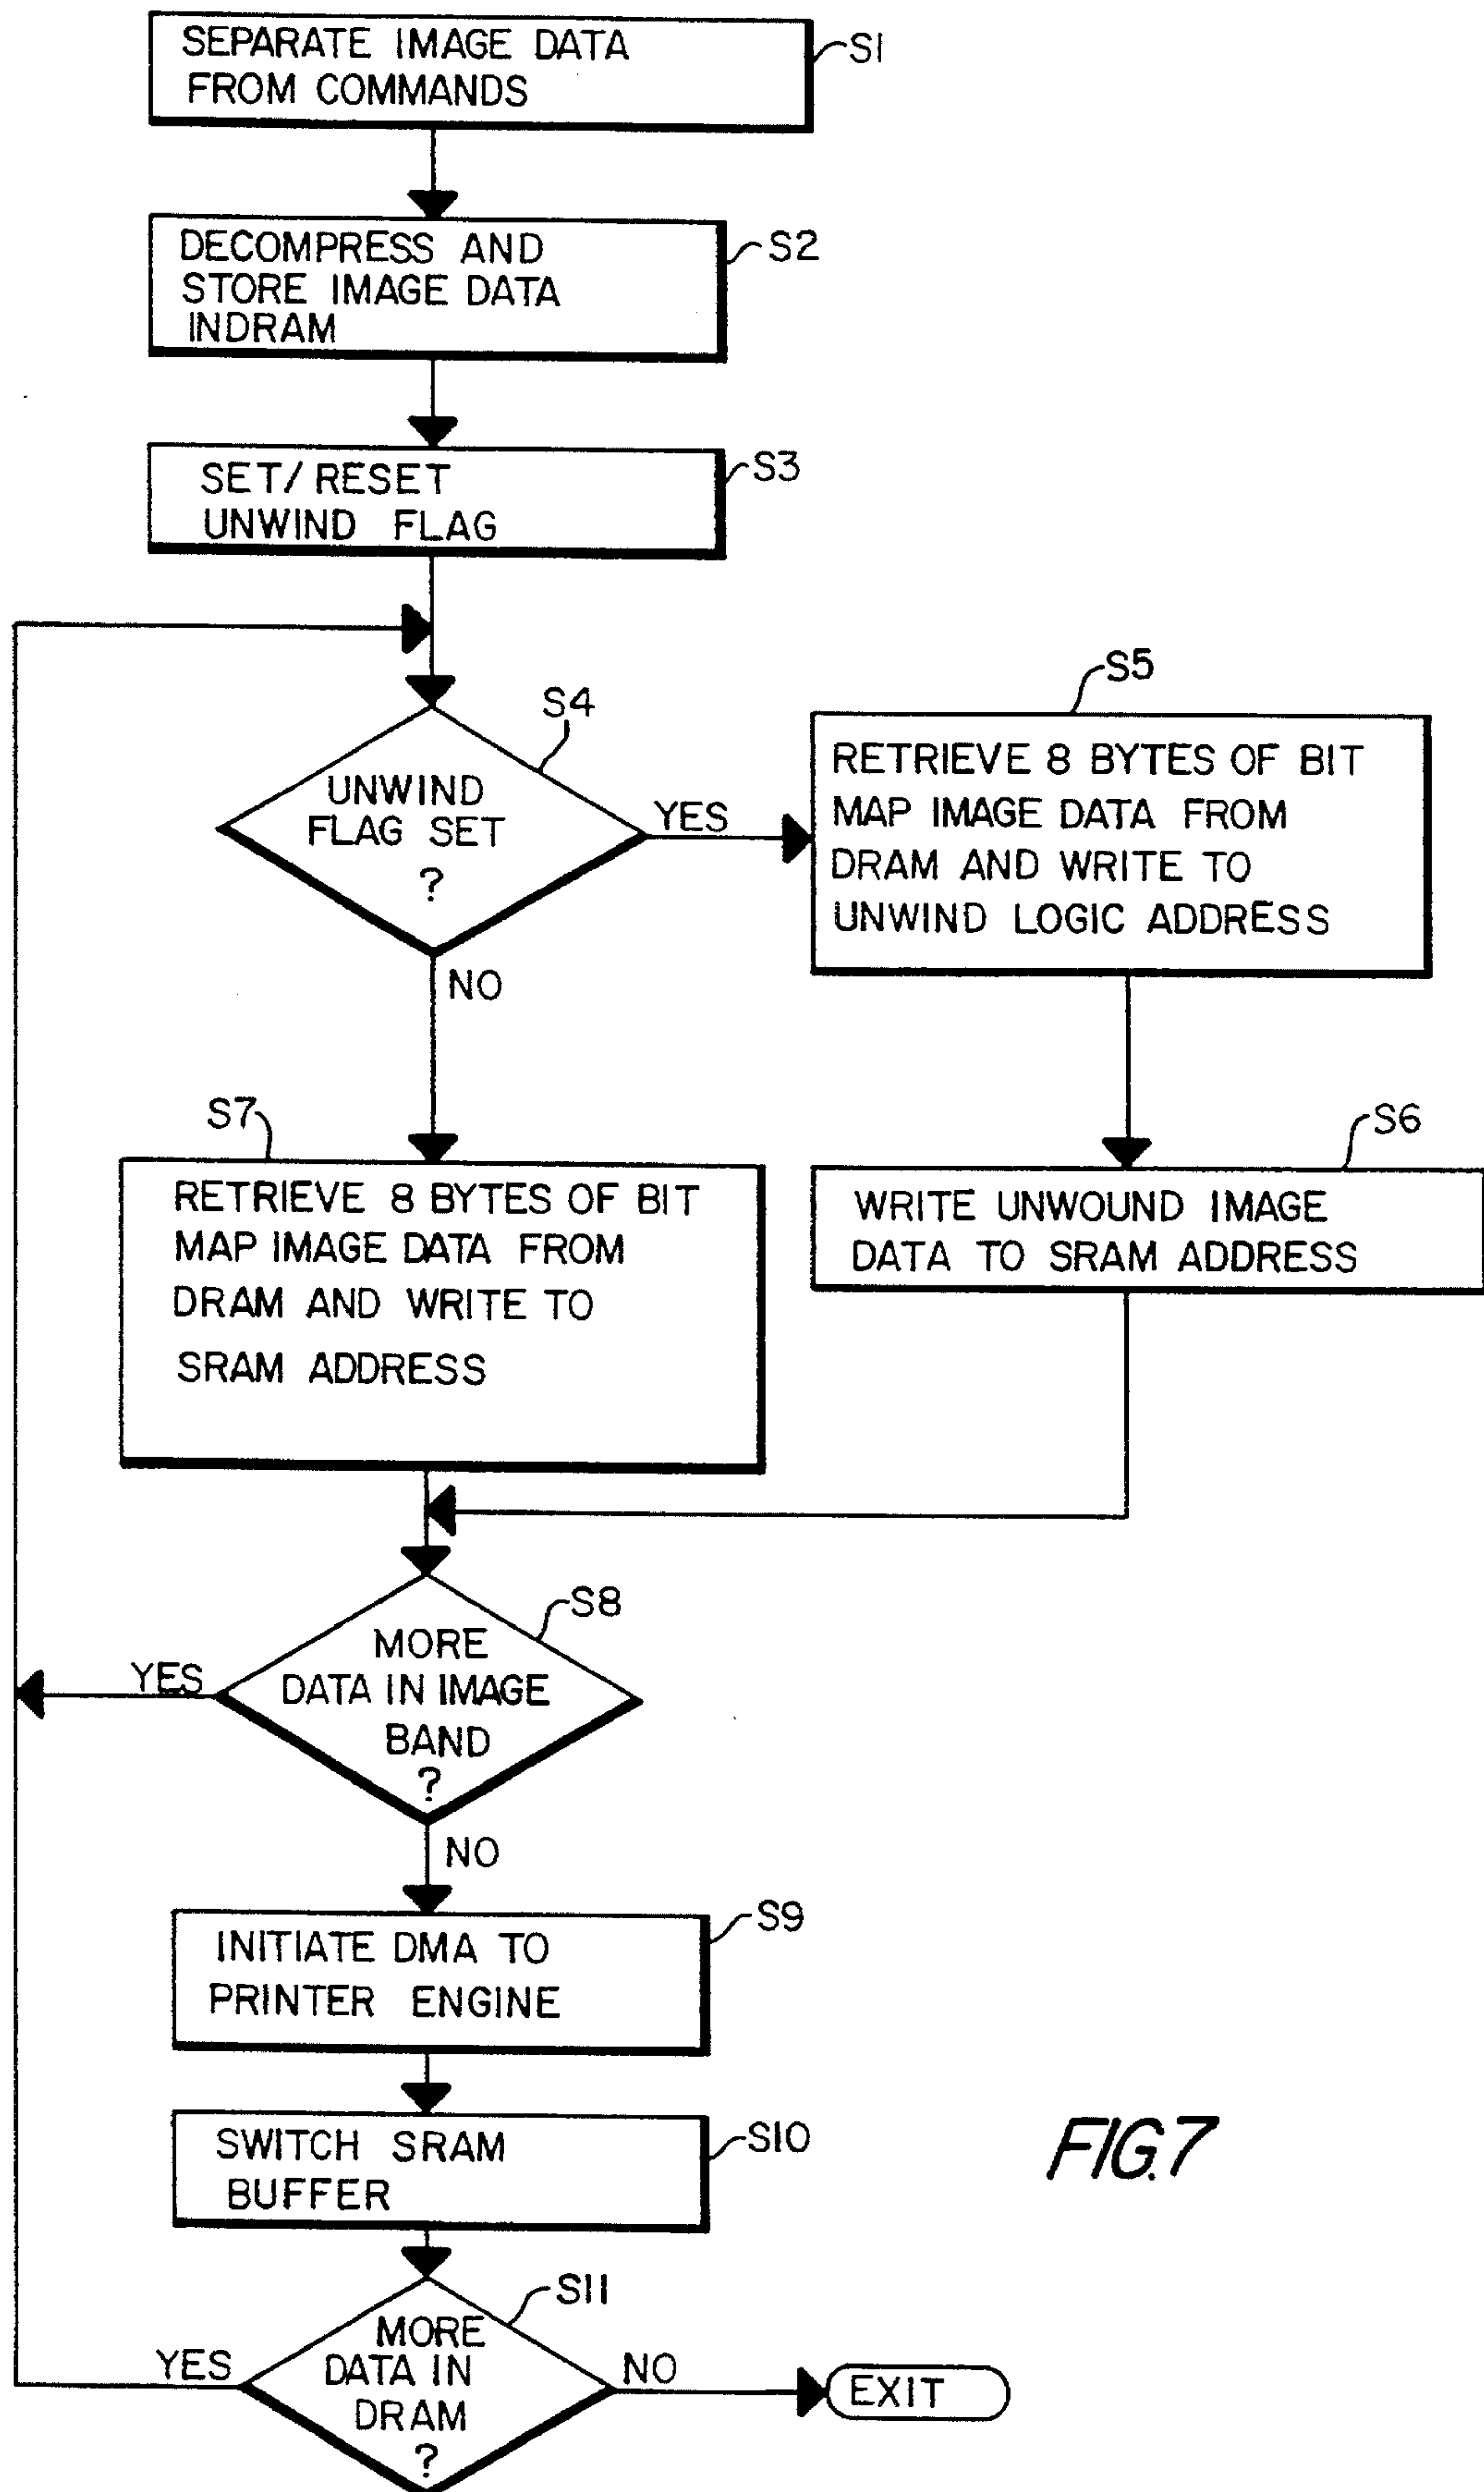 SEPARATE IMAGE DATA
FROM COMMANDS
S1
DECOMPRESS AND
STORE IMAGE DATA
INDRAM
S2
SET/RESET
UNWIND FLAG
S3
S4
UNWIND
FLAG SET
?
YES
NO
S5
RETRIEVE 8 BYTES OF BIT
MAP IMAGE DATA FROM
DRAM AND WRITE TO
UNWIND LOGIC ADDRESS
S6
WRITE UNWOUND IMAGE
DATA TO SRAM ADDRESS
S7
RETRIEVE 8 BYTES OF BIT
MAP IMAGE DATA FROM
DRAM AND WRITE TO
SRAM ADDRESS
S8
MORE
DATA IN IMAGE
BAND
?
YES
NO
S9
INITIATE DMA TO
PRINTER ENGINE
S10
SWITCH SRAM
BUFFER
S11
MORE
DATA IN
DRAM
?
YES
NO
EXIT
FIG.7